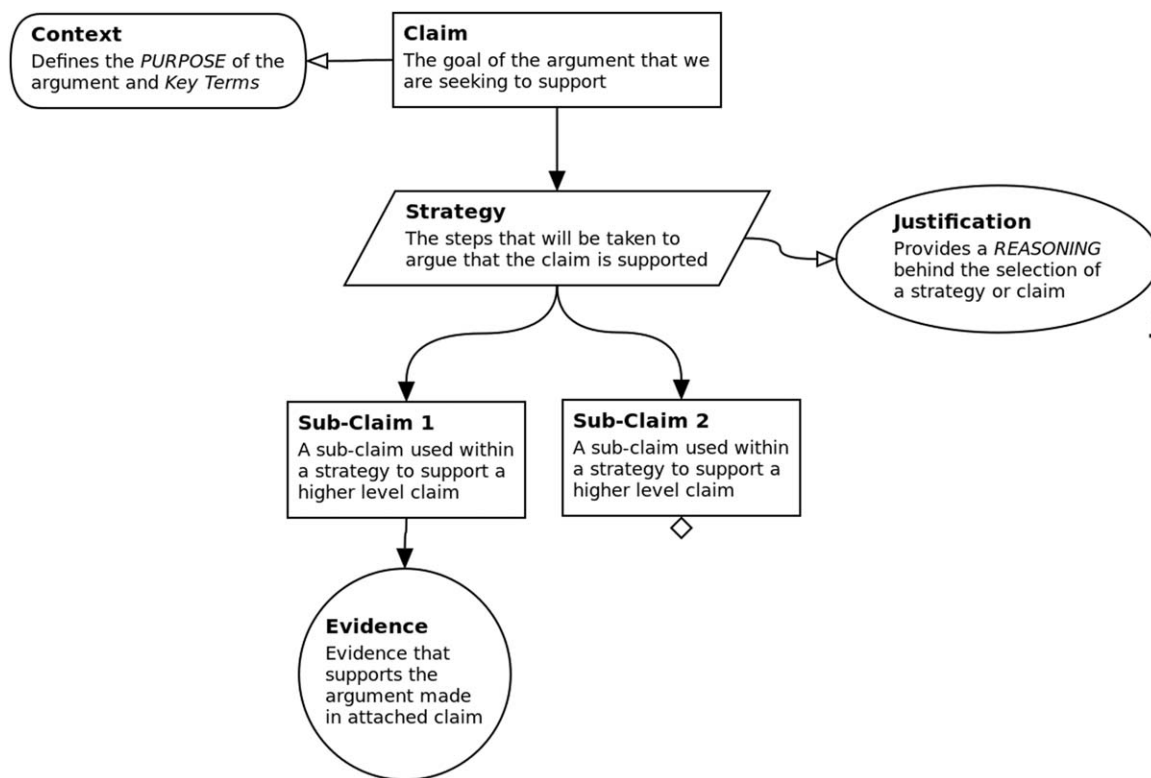 Context
Defines the PURPOSE of the
argument and Key Terms
Claim
The goal of the argument that we
are seeking to support
Strategy
The steps that will be taken to
argue that the claim is supported
Justification
Provides a REASONING
behind the selection of
a strategy or claim
Sub-Claim 1
A sub-claim used within
a strategy to support a
higher level claim
Sub-Claim 2
A sub-claim used within
a strategy to support a
higher level claim
Evidence
Evidence that
supports the
argument made
in attached claim